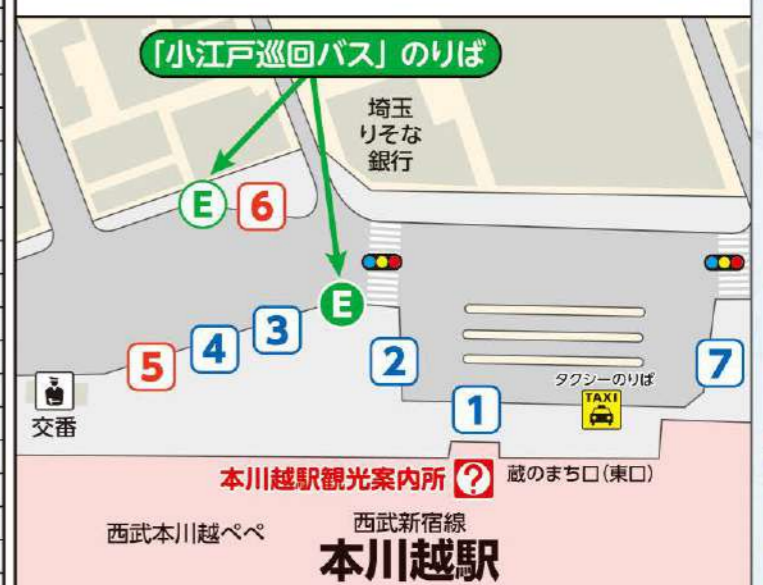 「小江戸巡回バス」のりば
埼玉
りそな
銀行
E
6
E
3
4
5
2
1
7
タクシーのりば
TAXI
交番
本川越駅観光案内所
?
蔵のまち口(東口)
西武本川越ペペ
西武新宿線
本川越駅